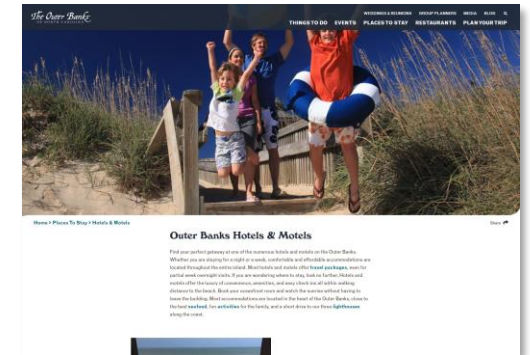 The Outer Banks
OF NORTH CAROLINA
WEDDINGS & REUNIONS GROUP PLANNERS MEDIA BLOG
THINGS TO DO EVENTS PLACES TO STAY RESTAURANTS PLAN YOUR TRIP
Home > Places To Stay > Hotels & Motels
Share
Outer Banks Hotels & Motels
Find your perfect getaway at one of the numerous hotels and motels on the Outer Banks.
Whether you are staying for a night or a week, comfortable and affordable accommodations are
located throughout the entire island. Most hotels and motels offer travel packages, even for
partial week overnight visits. If you are wondering where to stay, look no further. Hotels and
motels offer the luxury of convenience, amenities, and easy check-ins all within walking
distance to the beach. Book your oceanfront room and watch the sunrise without having to
leave the building. Most accommodations are located in the heart of the Outer Banks, close to
the best seafood, fun activities for the family, and a short drive to our three lighthouses
along the coast.